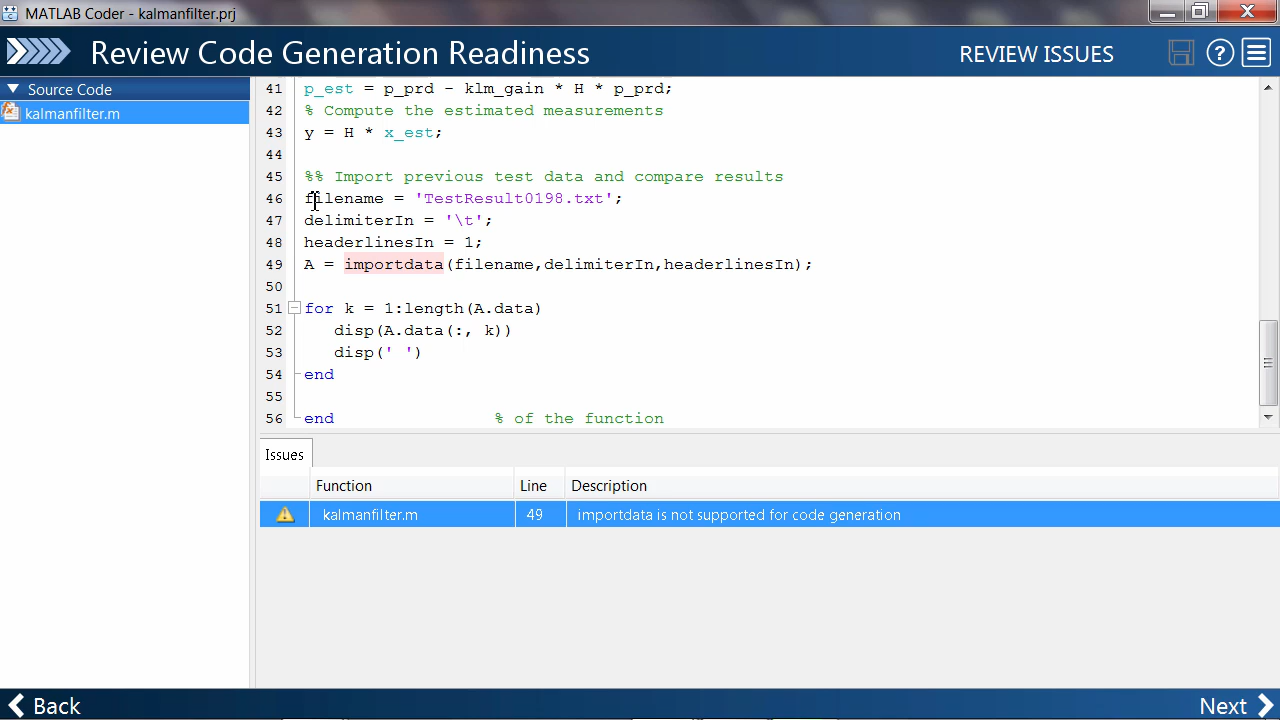 MATLAB Coder - kalmanfilter.prj
Review Code Generation Readiness
REVIEW ISSUES
?
Source Code
kalmanfilter.m
41 p_est = p_prd - klm_gain * H * p_prd;
42 % Compute the estimated measurements
43 y = H * x_est;
44
45 %% Import previous test data and compare results
46 filename = 'TestResult0198.txt';
47 delimiterIn = '\t';
48 headerlinesIn = 1;
49 A = importdata(filename,delimiterIn,headerlinesIn);
50
51 for k = 1:length(A.data)
52 disp(A.data(:, k))
53 disp(' ')
54 end
55
56 end % of the function
Issues
Function Line Description
kalmanfilter.m 49 importdata is not supported for code generation
Back
Next